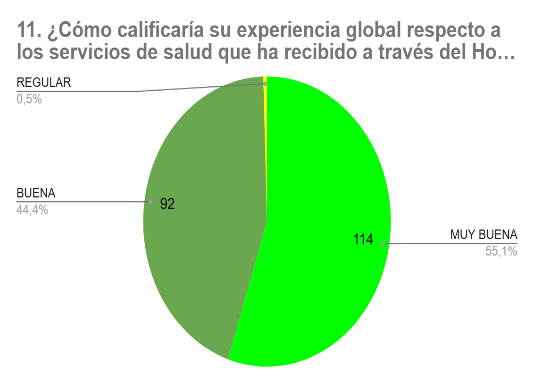 11. ¿Cómo calificaría su experiencia global respecto a
los servicios de salud que ha recibido a través del Ho…
REGULAR
0,5%
BUENA
44,4%
92
114
MUY BUENA
55,1%